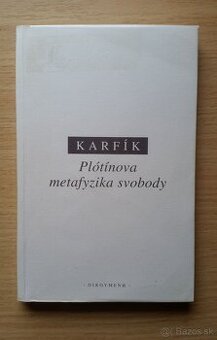 KARFÍK
Plótínova
metafyzika svobody
· OIKOYMENH ·
Bazos.sk